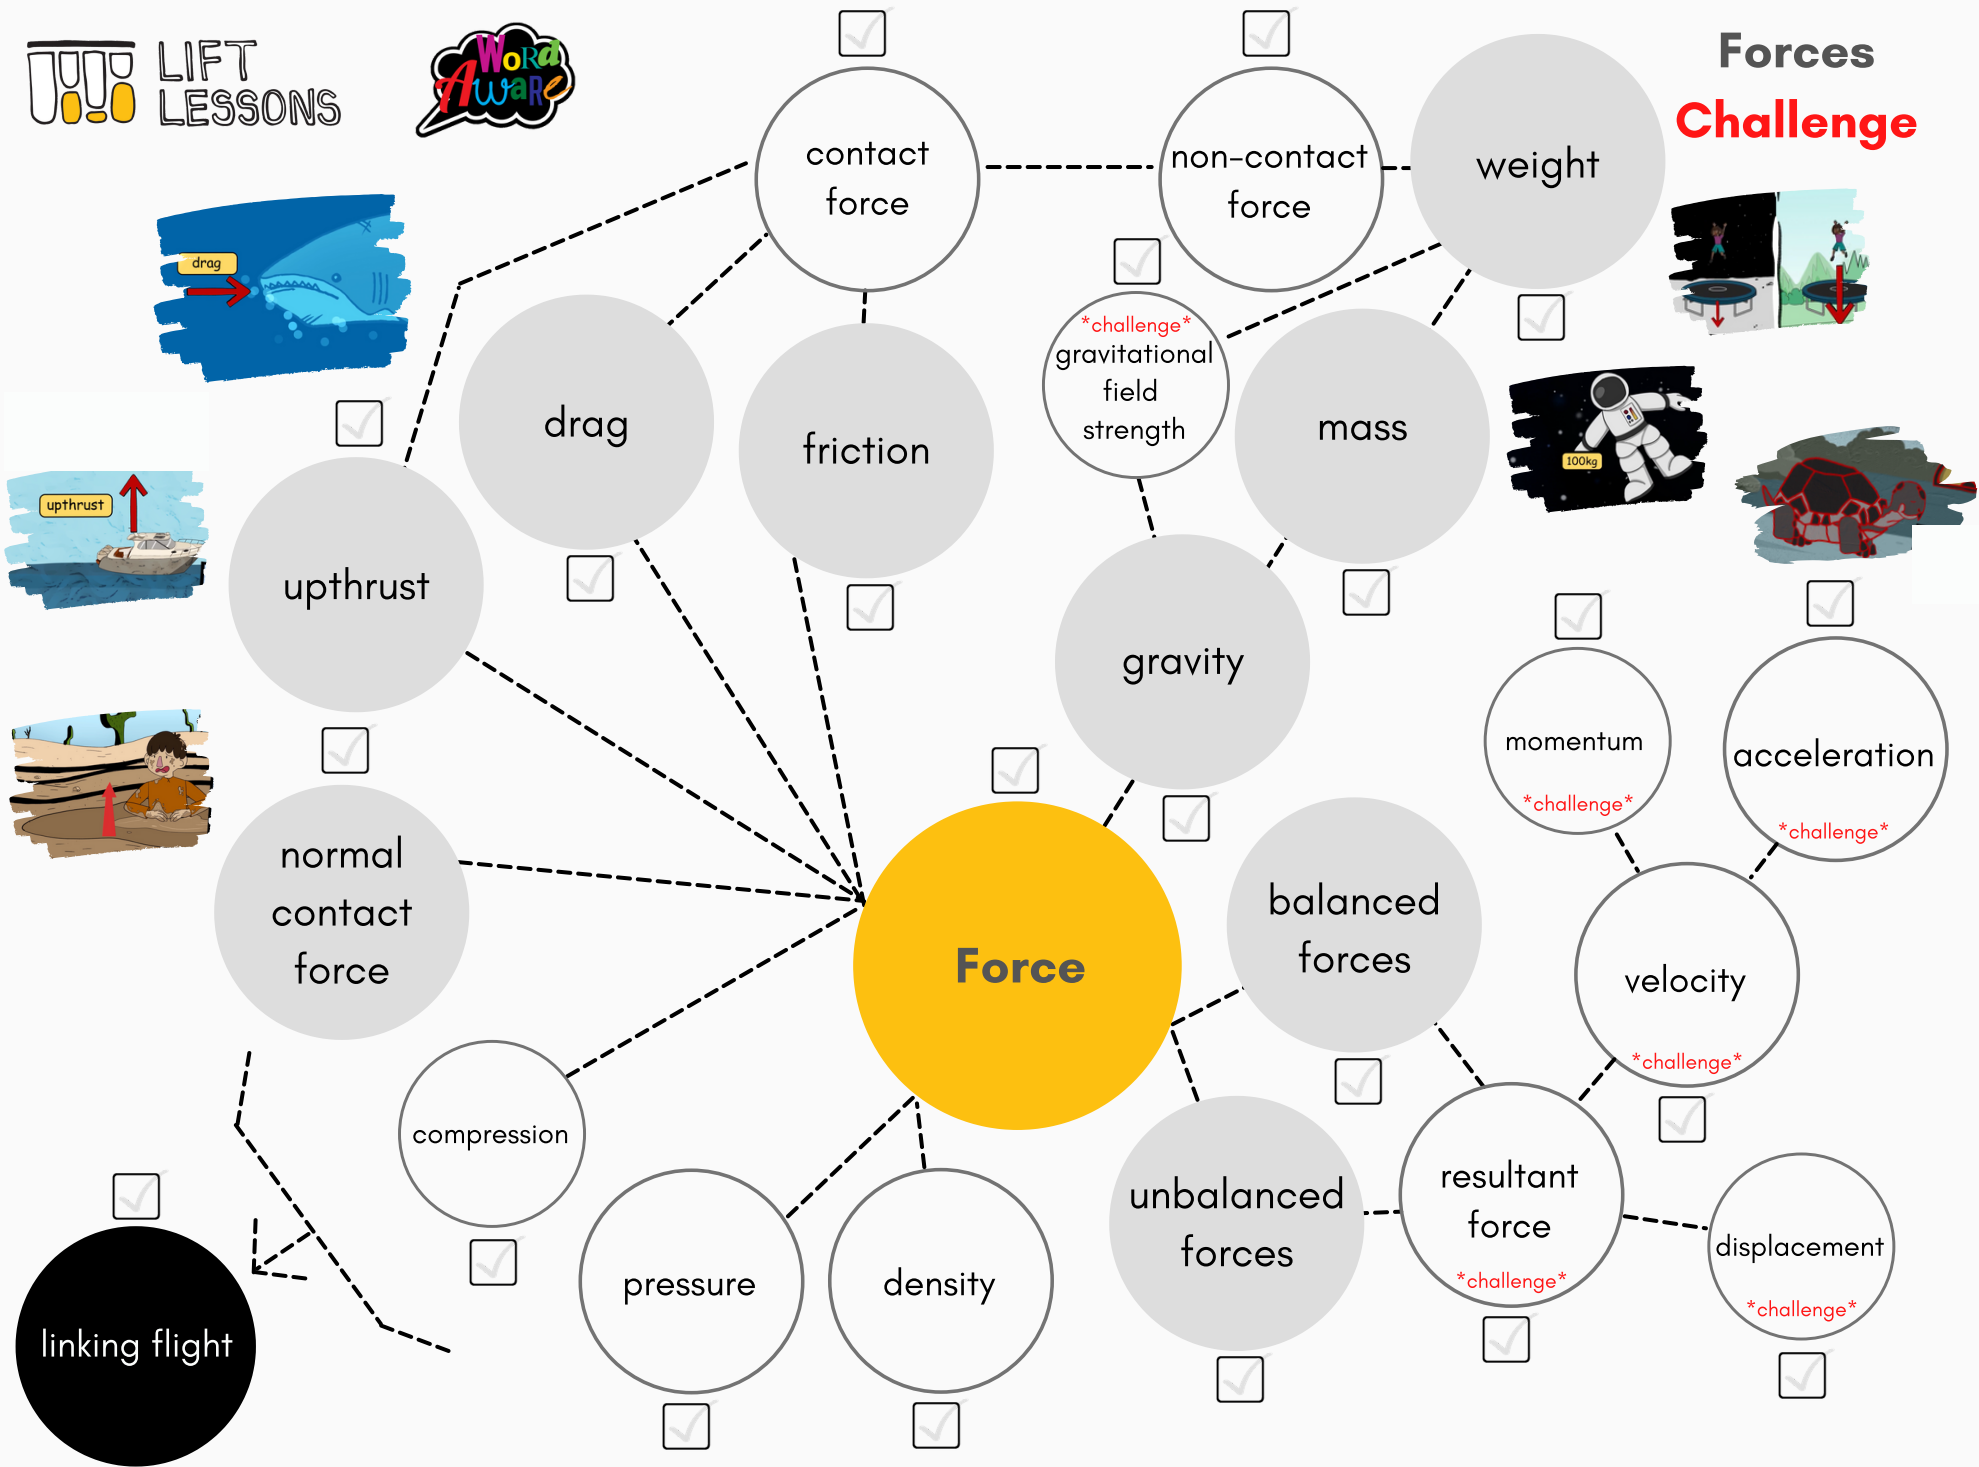 LIFT
LESSONS
WORD
AWARE
Forces
Challenge
contact
force
non-contact
force
weight
drag
*challenge*
gravitational
field
strength
drag
friction
mass
100kg
upthrust
upthrust
gravity
momentum
*challenge*
acceleration
*challenge*
normal
contact
force
Force
balanced
forces
velocity
*challenge*
compression
pressure
density
unbalanced
forces
resultant
force
*challenge*
displacement
*challenge*
linking flight